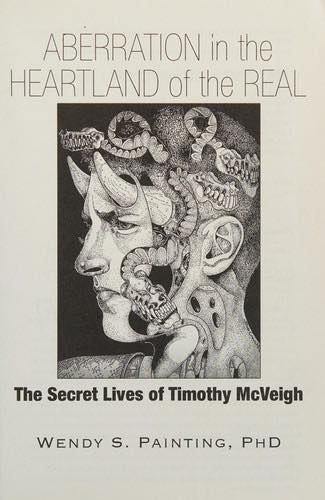 ABERRATION in the
HEARTLAND of the REAL
The Secret Lives of Timothy McVeigh
WENDY S. PAINTING, PHD